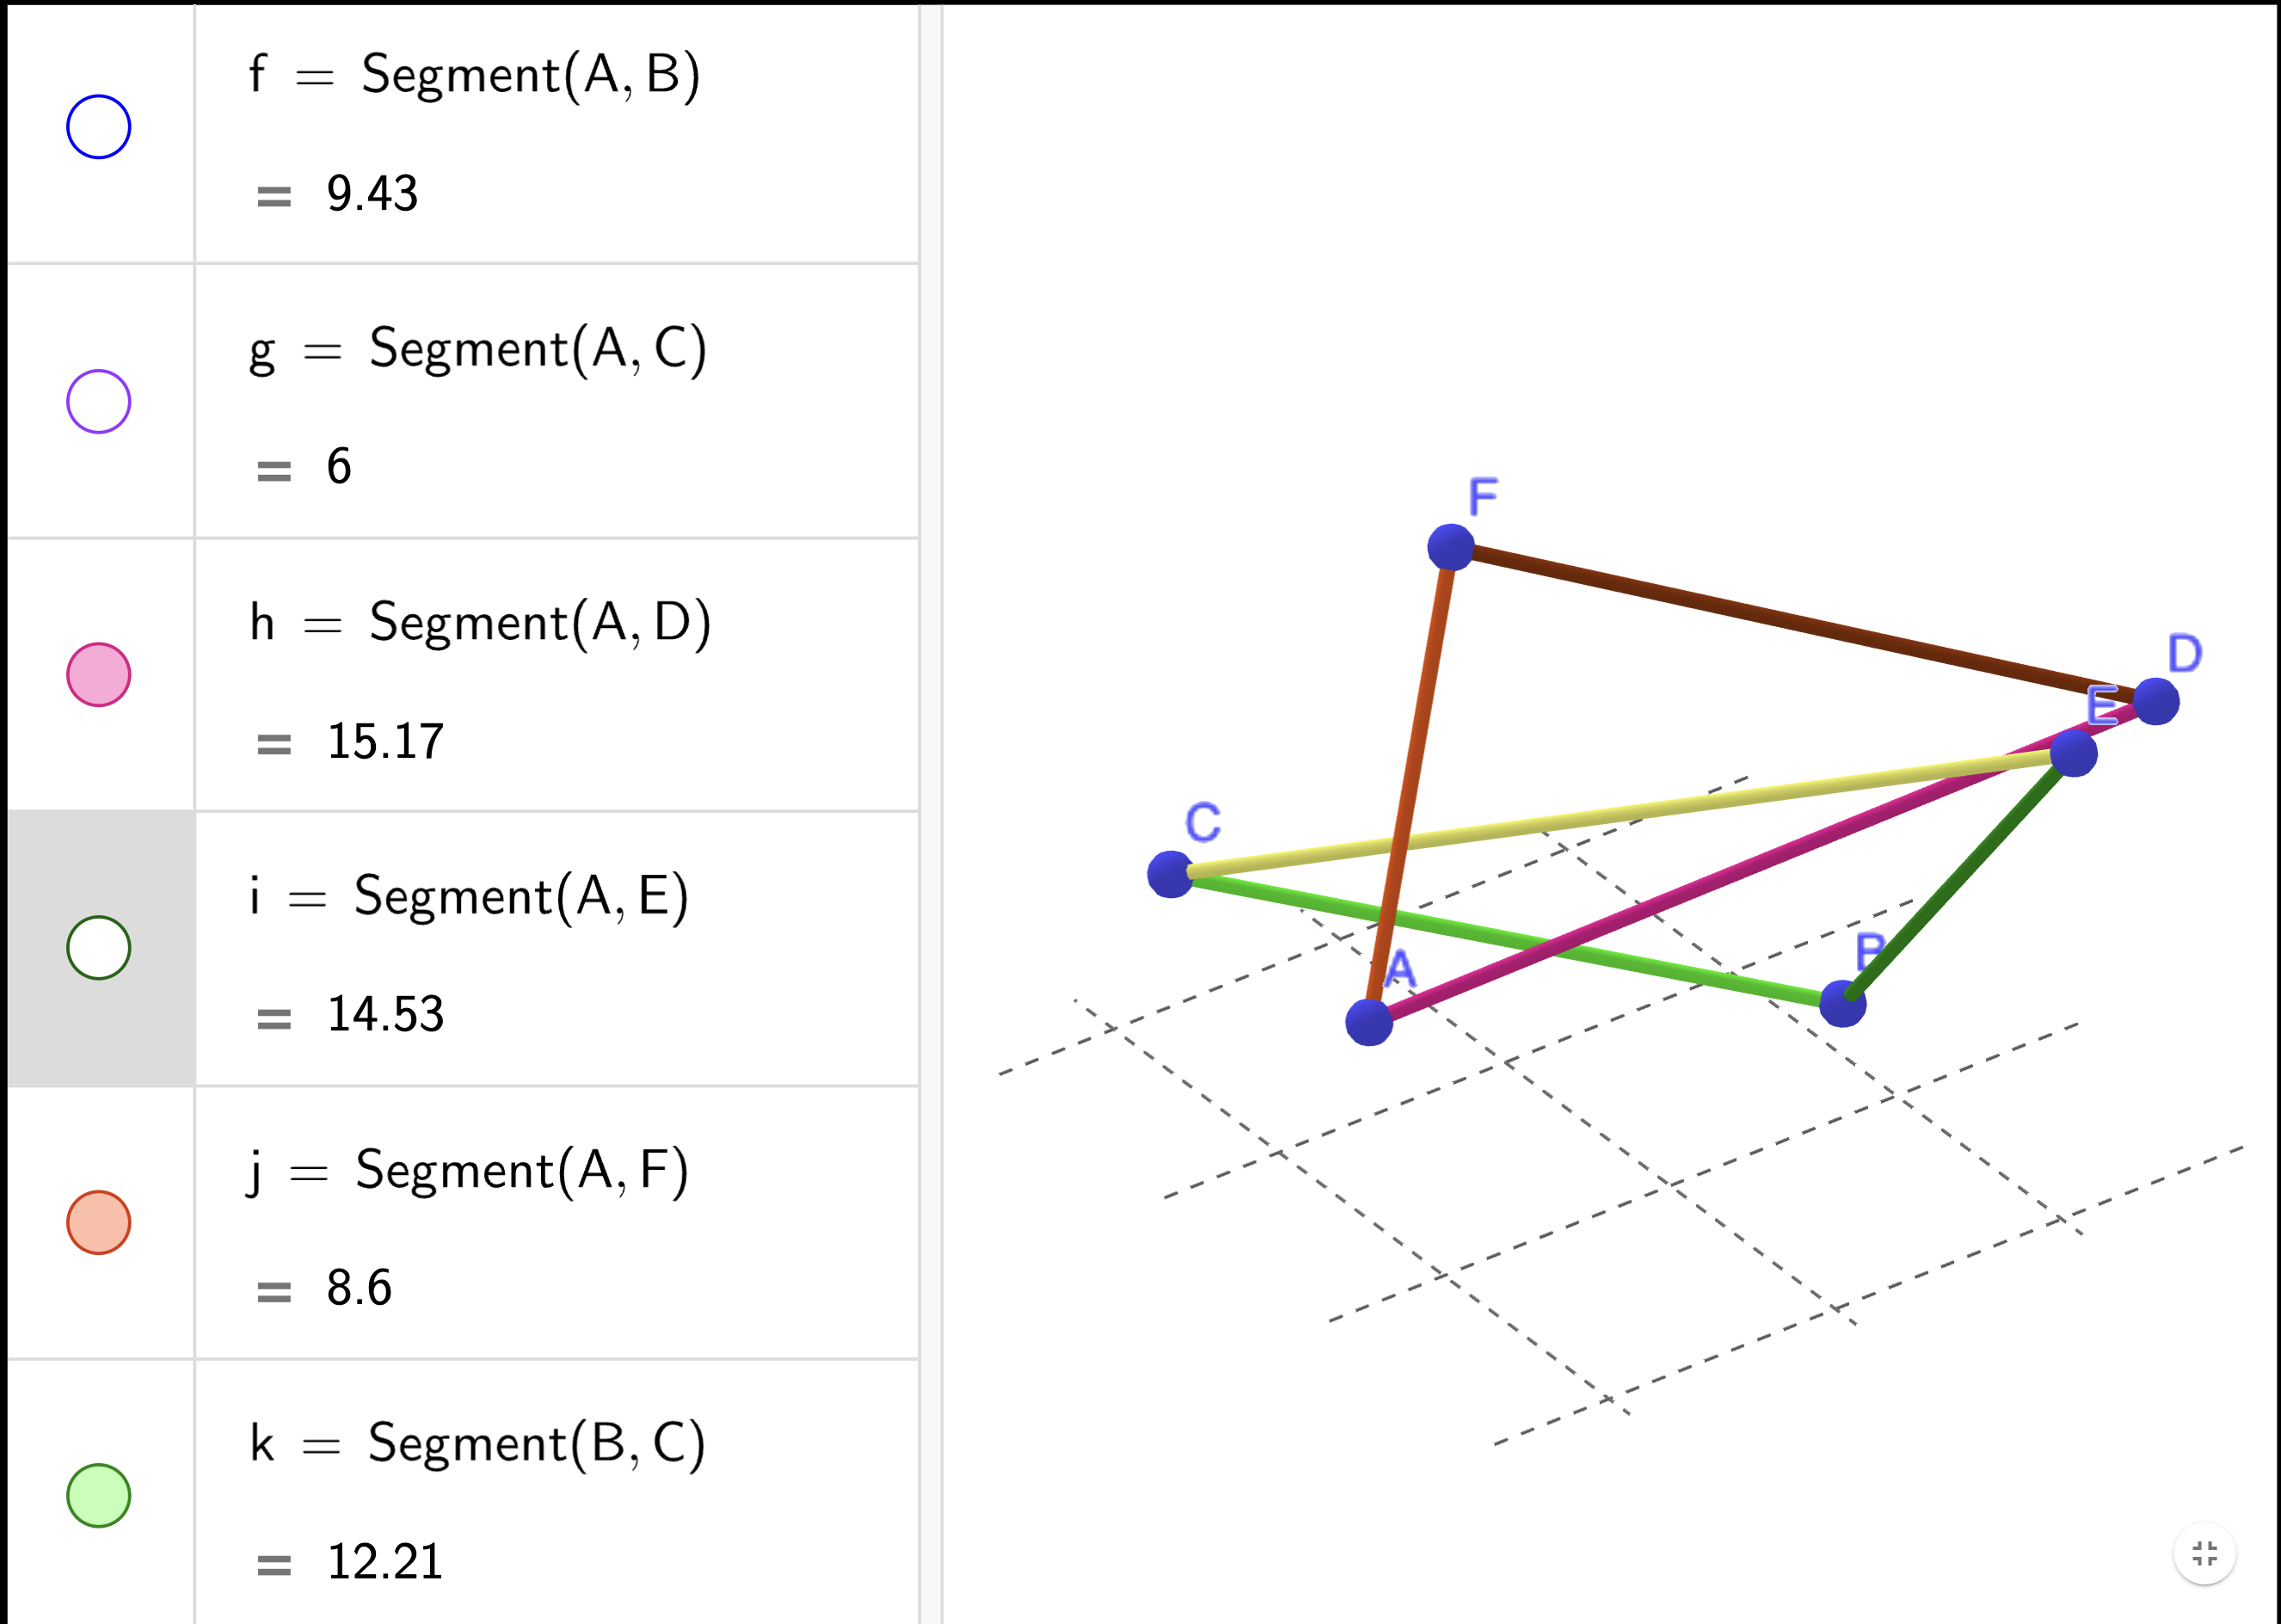 f = Segment(A, B)
= 9.43
g = Segment(A, C)
= 6
h = Segment(A, D)
= 15.17
i = Segment(A, E)
= 14.53
j = Segment(A, F)
= 8.6
k = Segment(B, C)
= 12.21
F
D
E
C
B
A